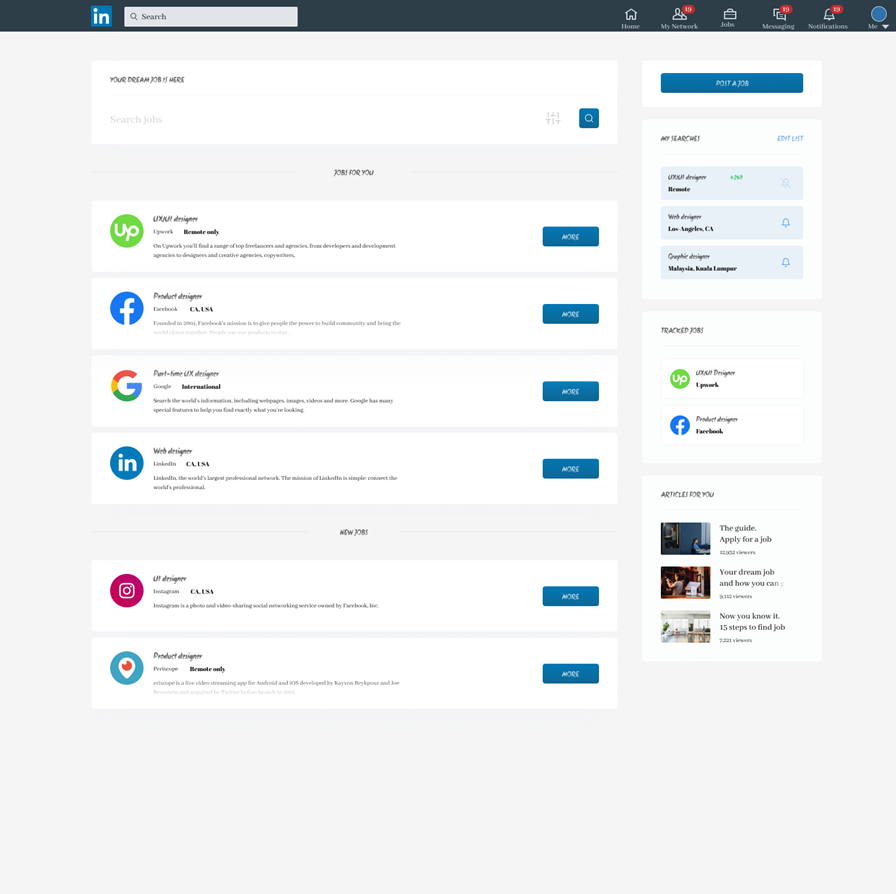 in
Search
19
19
19
Home
My Network
Jobs
Messaging
Notifications
Me
YOUR DREAM JOB IS HERE
Search jobs
JOBS FOR YOU
Up
UX/UI designer
Upwork Remote only
On Upwork you'll find a range of top freelancers and agencies, from developers and development
agencies to designers and creative agencies, copywriters,
MORE
Product designer
Facebook CA, USA
Founded in 2004, Facebook's mission is to give people the power to build community and bring the
world closer together. People use our products to stay
MORE
Part-time UX designer
Google International
Search the world's information, including webpages, images, videos and more. Google has many
special features to help you find exactly what you're looking.
MORE
in
Web designer
LinkedIn CA, USA
LinkedIn, the world's largest professional network. The mission of LinkedIn is simple: connect the
world's professional.
MORE
NEW JOBS
UI designer
Instagram CA, USA
Instagram is a photo and video-sharing social networking service owned by Facebook, Inc.
MORE
Product designer
Periscope Remote only
eriscope is a live video streaming app for Android and iOS developed by Kayvon Beykpour and Joe
Bernstein and acquired by Twitter before launch in 2015.
MORE
POST A JOB
MY SEARCHES
EDIT LIST
UX/UI designer
Remote
Web designer
Los-Angeles, CA
Graphic designer
Malaysia, Kuala Lumpur
TRACKED JOBS
Up
UX/UI Designer
Upwork
Product designer
Facebook
ARTICLES FOR YOU
The guide.
Apply for a job
12,932 viewers
Your dream job
and how you can g
9,112 viewers
Now you know it.
15 steps to find job
7,221 viewers